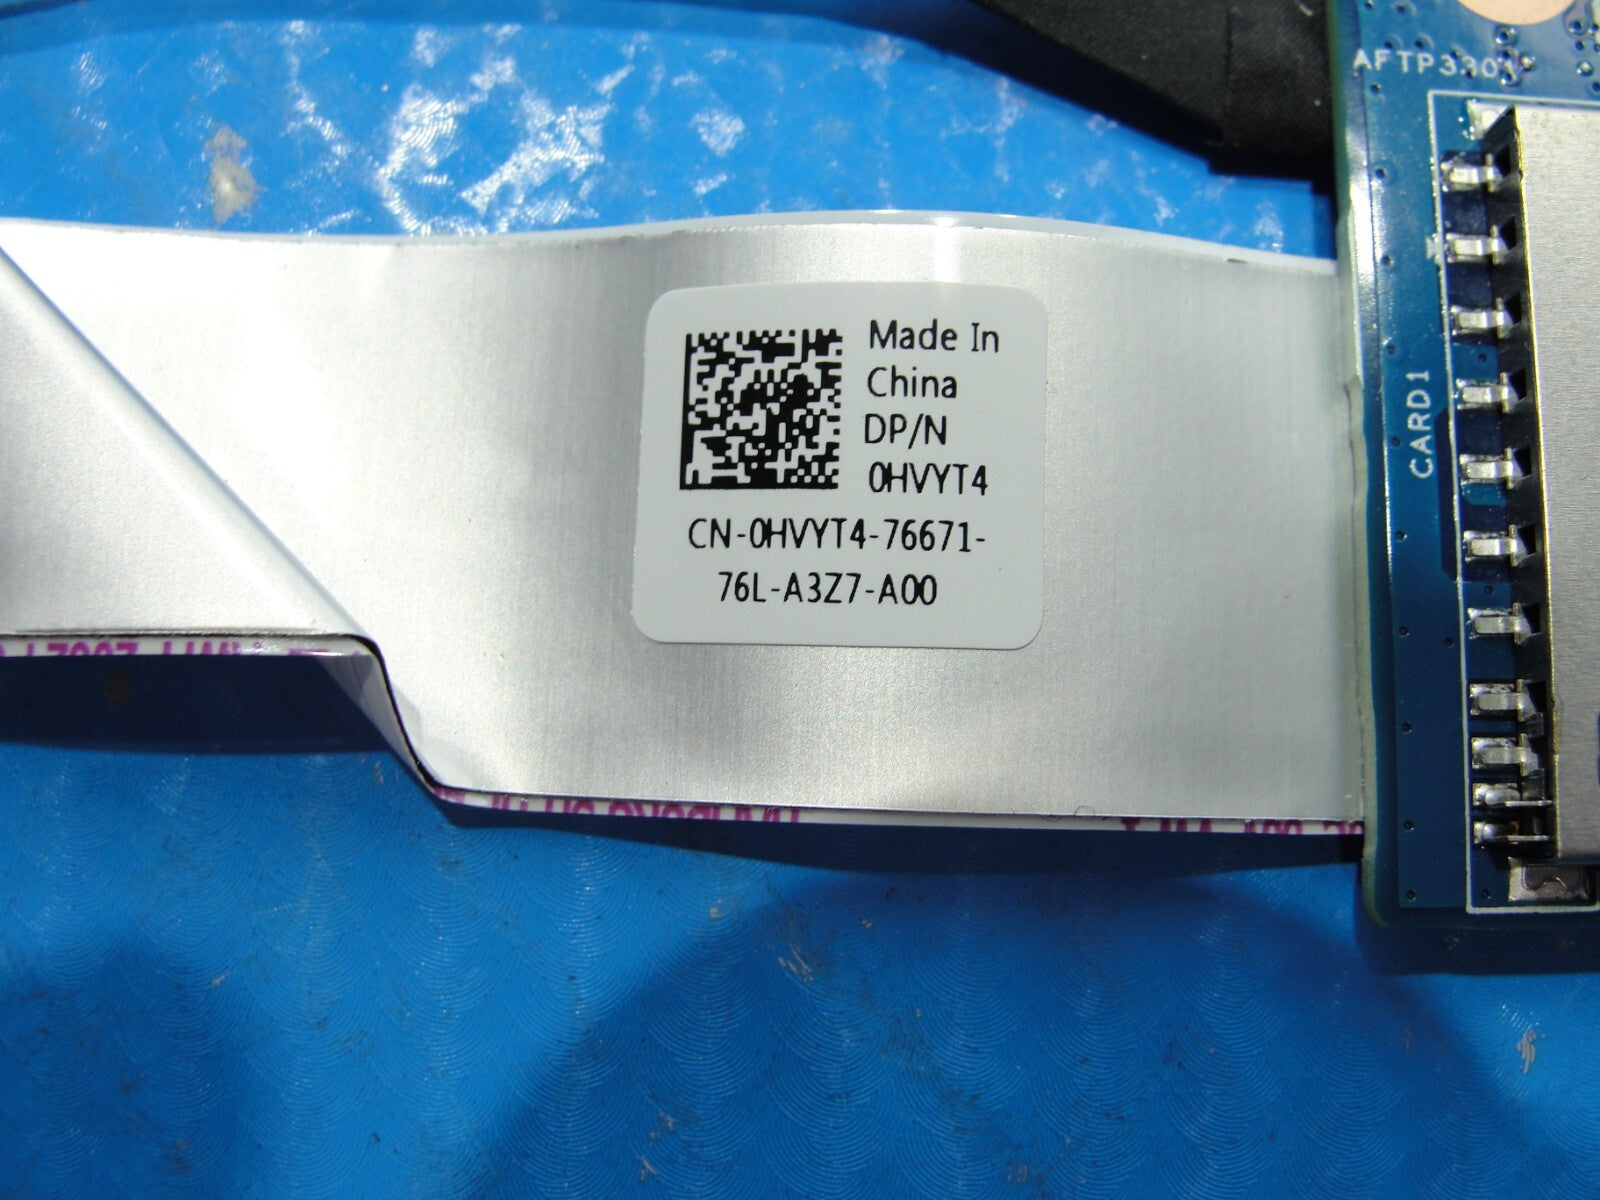 AFTP3301
Made In
China
DP/N
0HVYT4
CN-0HVYT4-76671-
76L-A3Z7-A00
CARD1